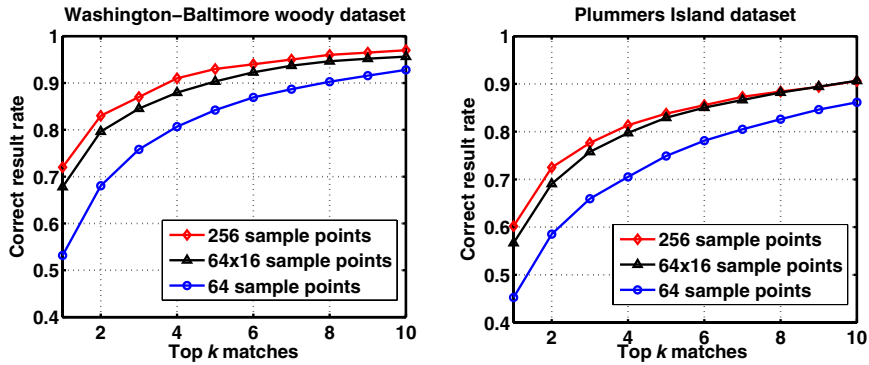 Washington−Baltimore woody dataset
Correct result rate
1
0.9
0.8
0.7
0.6
0.5
0.4
256 sample points
64x16 sample points
64 sample points
2 4 6 8 10
Top k matches
Plummers Island dataset
Correct result rate
1
0.9
0.8
0.7
0.6
0.5
0.4
256 sample points
64x16 sample points
64 sample points
2 4 6 8 10
Top k matches